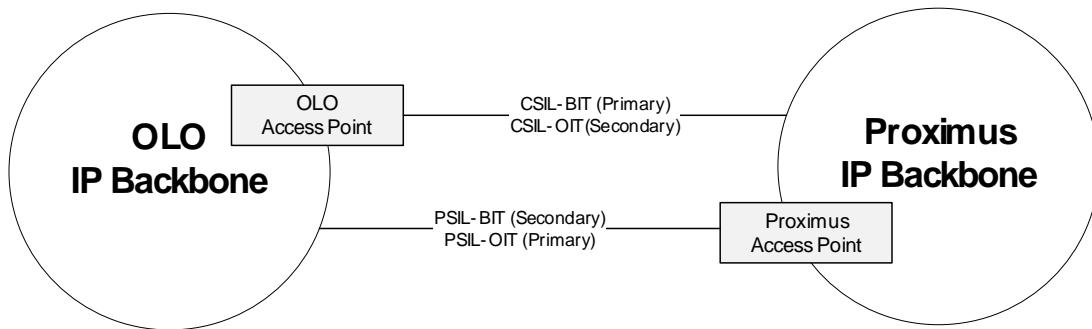 OLO
IP Backbone
OLO
Access Point
CSIL-BIT (Primary)
CSIL-OIT(Secondary)
Proximus
IP Backbone
PSIL-BIT (Secondary)
PSIL-OIT (Primary)
Proximus
Access Point